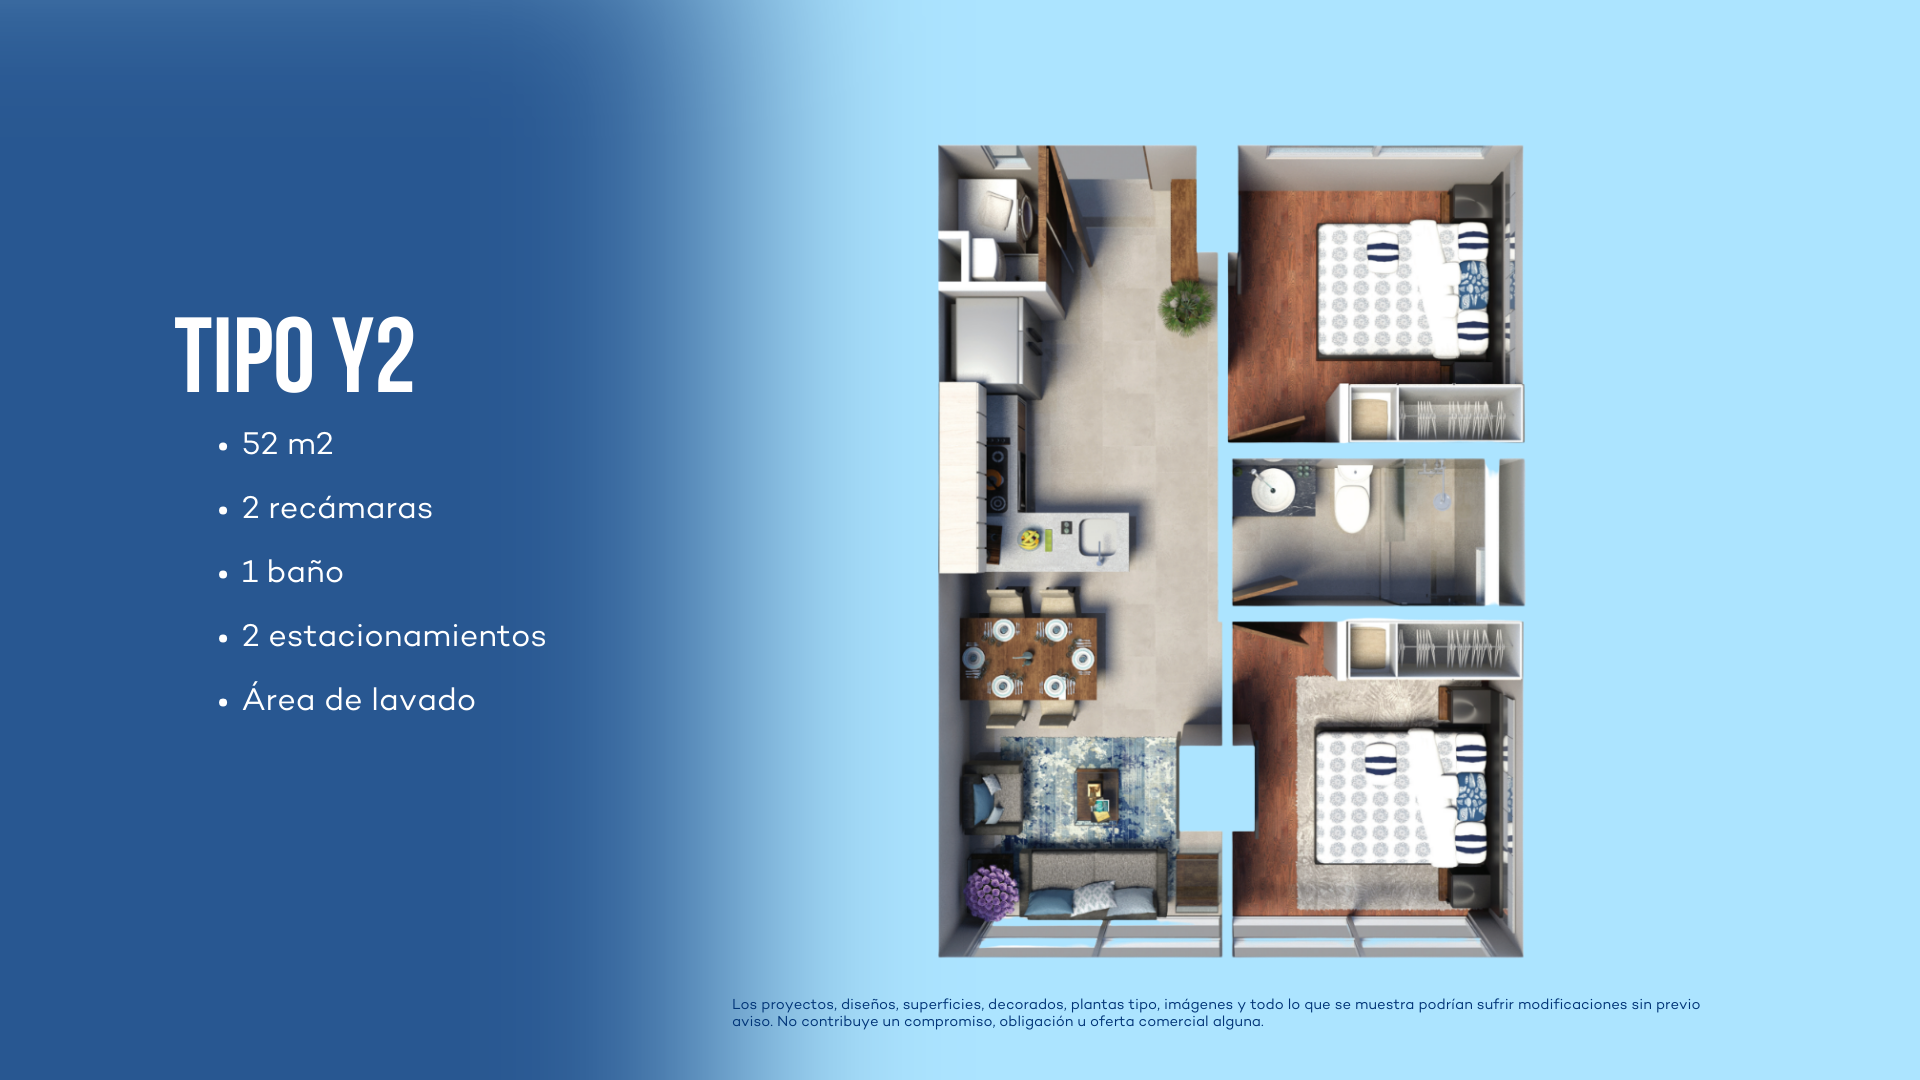 TIPO Y2
• 52 m2
• 2 recámaras
• 1 baño
• 2 estacionamientos
• Área de lavado
Los proyectos, diseños, superficies, decorados, plantas tipo, imágenes y todo lo que se muestra podrían sufrir modificaciones sin previo
aviso. No contribuye un compromiso, obligación u oferta comercial alguna.